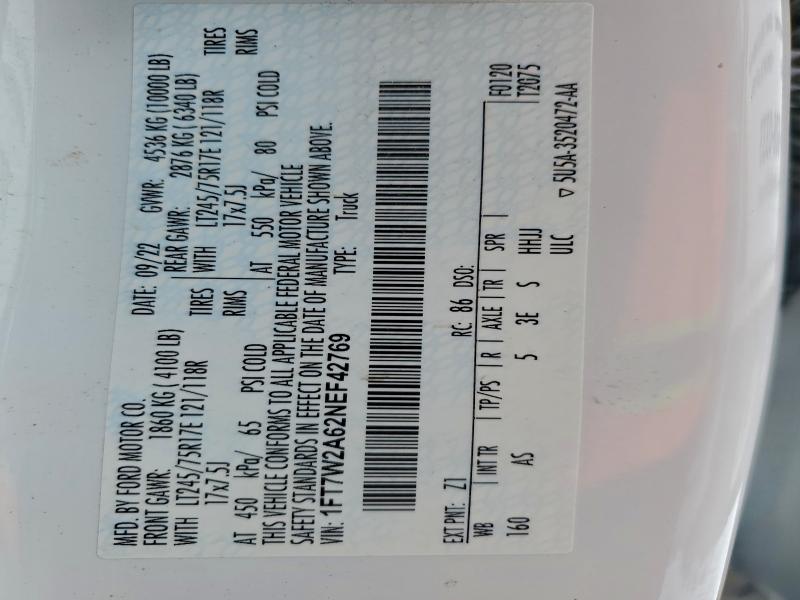 MFD. BY FORD MOTOR CO. DATE: 09/22 GVWR: 4536 KG (10000 LB)
FRONT GAWR: 1860 KG ( 4100 LB) REAR GAWR: 2876 KG ( 6340 LB)
WITH LT245/75R17E 121/118R TIRES WITH LT245/75R17E 121/118R TIRES
17x7.5J RIMS 17x7.5J RIMS
AT 450 kPa/ 65 PSI COLD AT 550 kPa/ 80 PSI COLD
THIS VEHICLE CONFORMS TO ALL APPLICABLE FEDERAL MOTOR VEHICLE
SAFETY STANDARDS IN EFFECT ON THE DATE OF MANUFACTURE SHOWN ABOVE.
VIN: 1FT7W2A62NEF42769 TYPE: Truck
EXT PNT: Z1 RC: 86 DSO: F0120
WB INT TR TP/PS R AXLE TR SPR T2G75
160 AS 5 3E S HHJJ
ULC ▽ 5U5A-3520472-AA